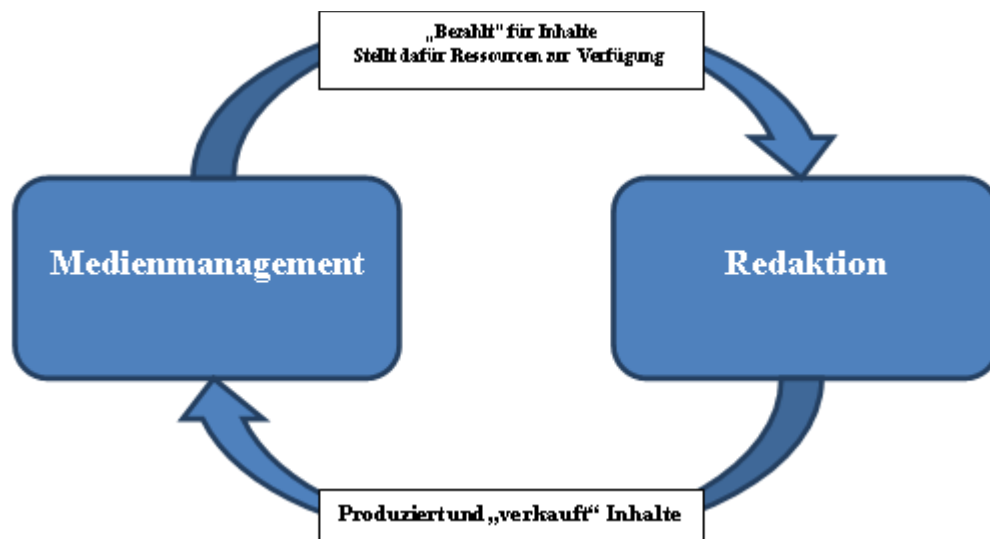 „Bezahlt“ für Inhalte
Stellt dafür Ressourcen zur Verfügung
Medienmanagement
Redaktion
Produziert und „verkauft“ Inhalte